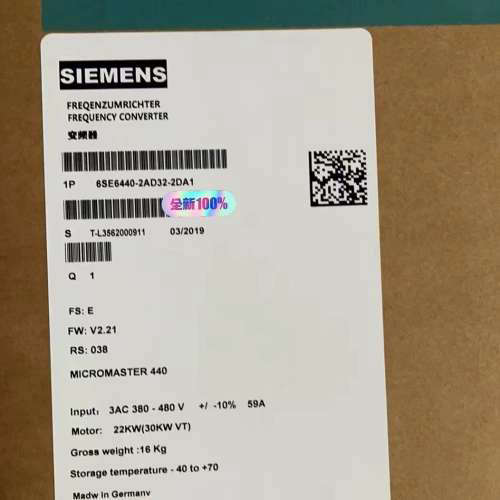 SIEMENS
FREQENZUMRICHTER
FREQUENCY CONVERTER
变频器
1P 6SE6440-2AD32-2DA1
全新100%
S T-L3562000911 03/2019
Q 1
FS: E
FW: V2.21
RS: 038
MICROMASTER 440
Input: 3AC 380 - 480 V +/ -10% 59A
Motor: 22KW(30KW VT)
Gross weight :16 Kg
Storage temperature - 40 to +70
Madw in Germany